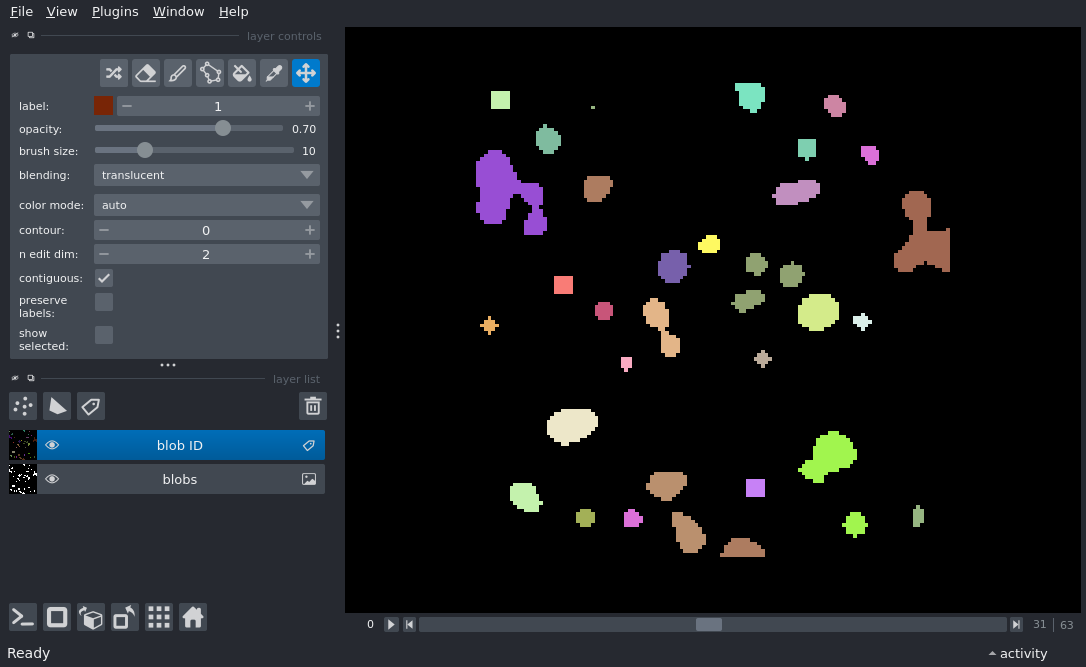 File View Plugins Window Help
layer controls
label: 1
opacity: 0.70
brush size: 10
blending: translucent
color mode: auto
contour: 0
n edit dim: 2
contiguous:
preserve
labels:
show
selected:
layer list
blob ID
blobs
0 31 63
Ready activity